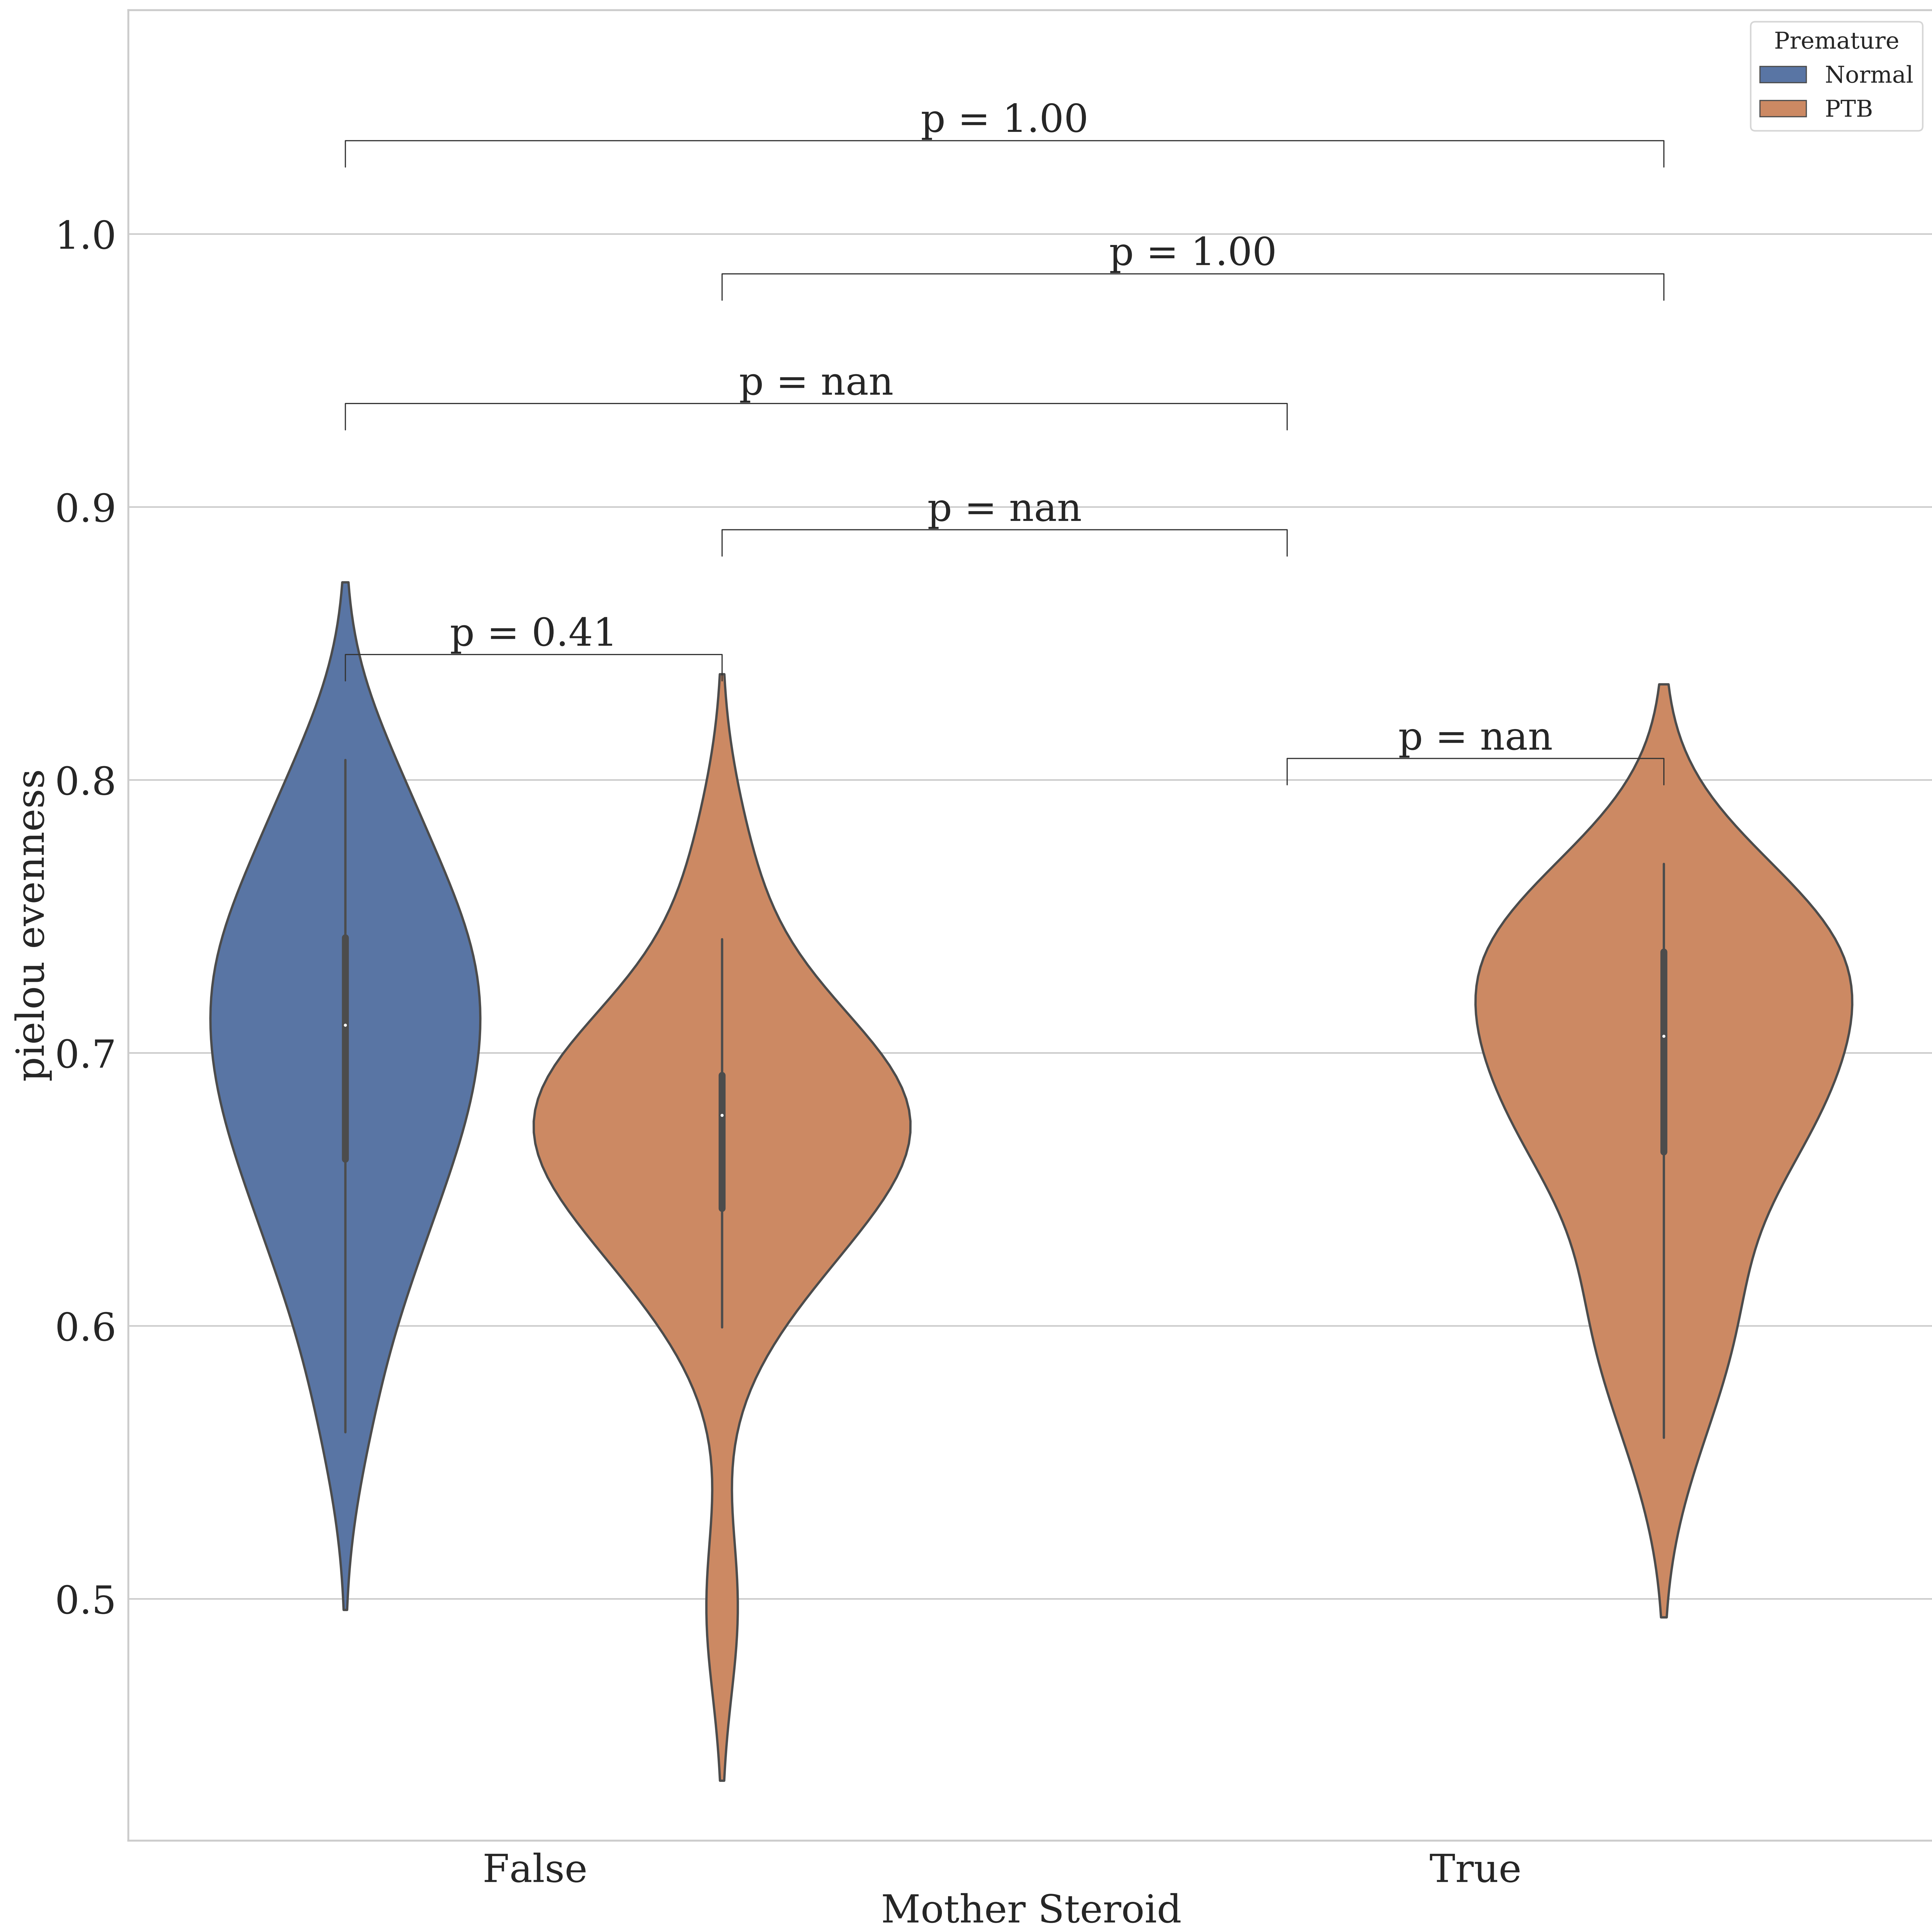 Premature
Normal
PTB
p = 1.00
1.0
p = 1.00
p = nan
0.9
p = nan
p = 0.41
p = nan
0.8
pielou evenness
0.7
0.6
0.5
False
True
Mother Steroid